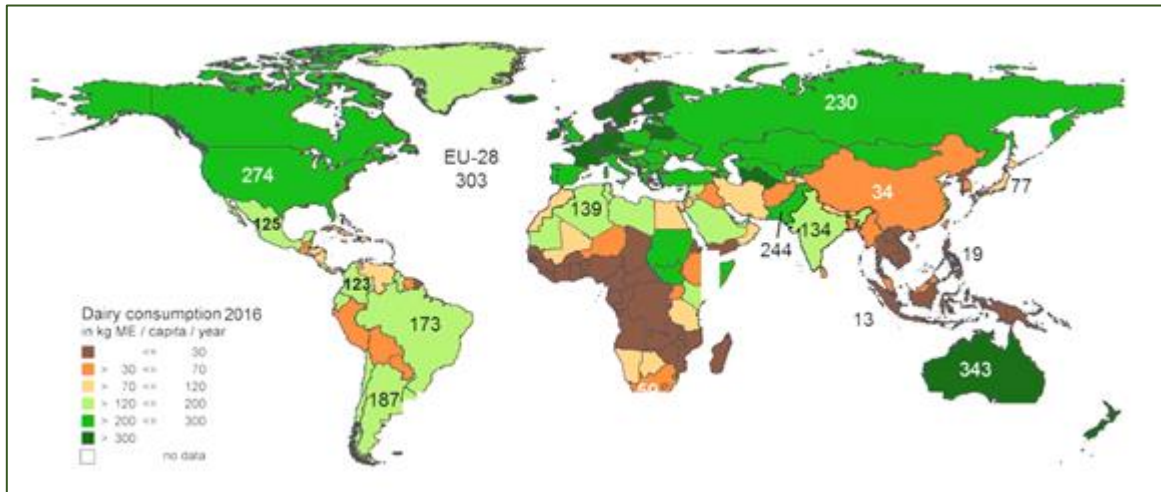 230
EU-28
303
274
34
77
125
139
134
244
19
123
13
173
343
187
Dairy consumption 2016
in kg ME / capita / year
<= 30
> 30 <= 70
> 70 <= 120
> 120 <= 200
> 200 <= 300
> 300
no data